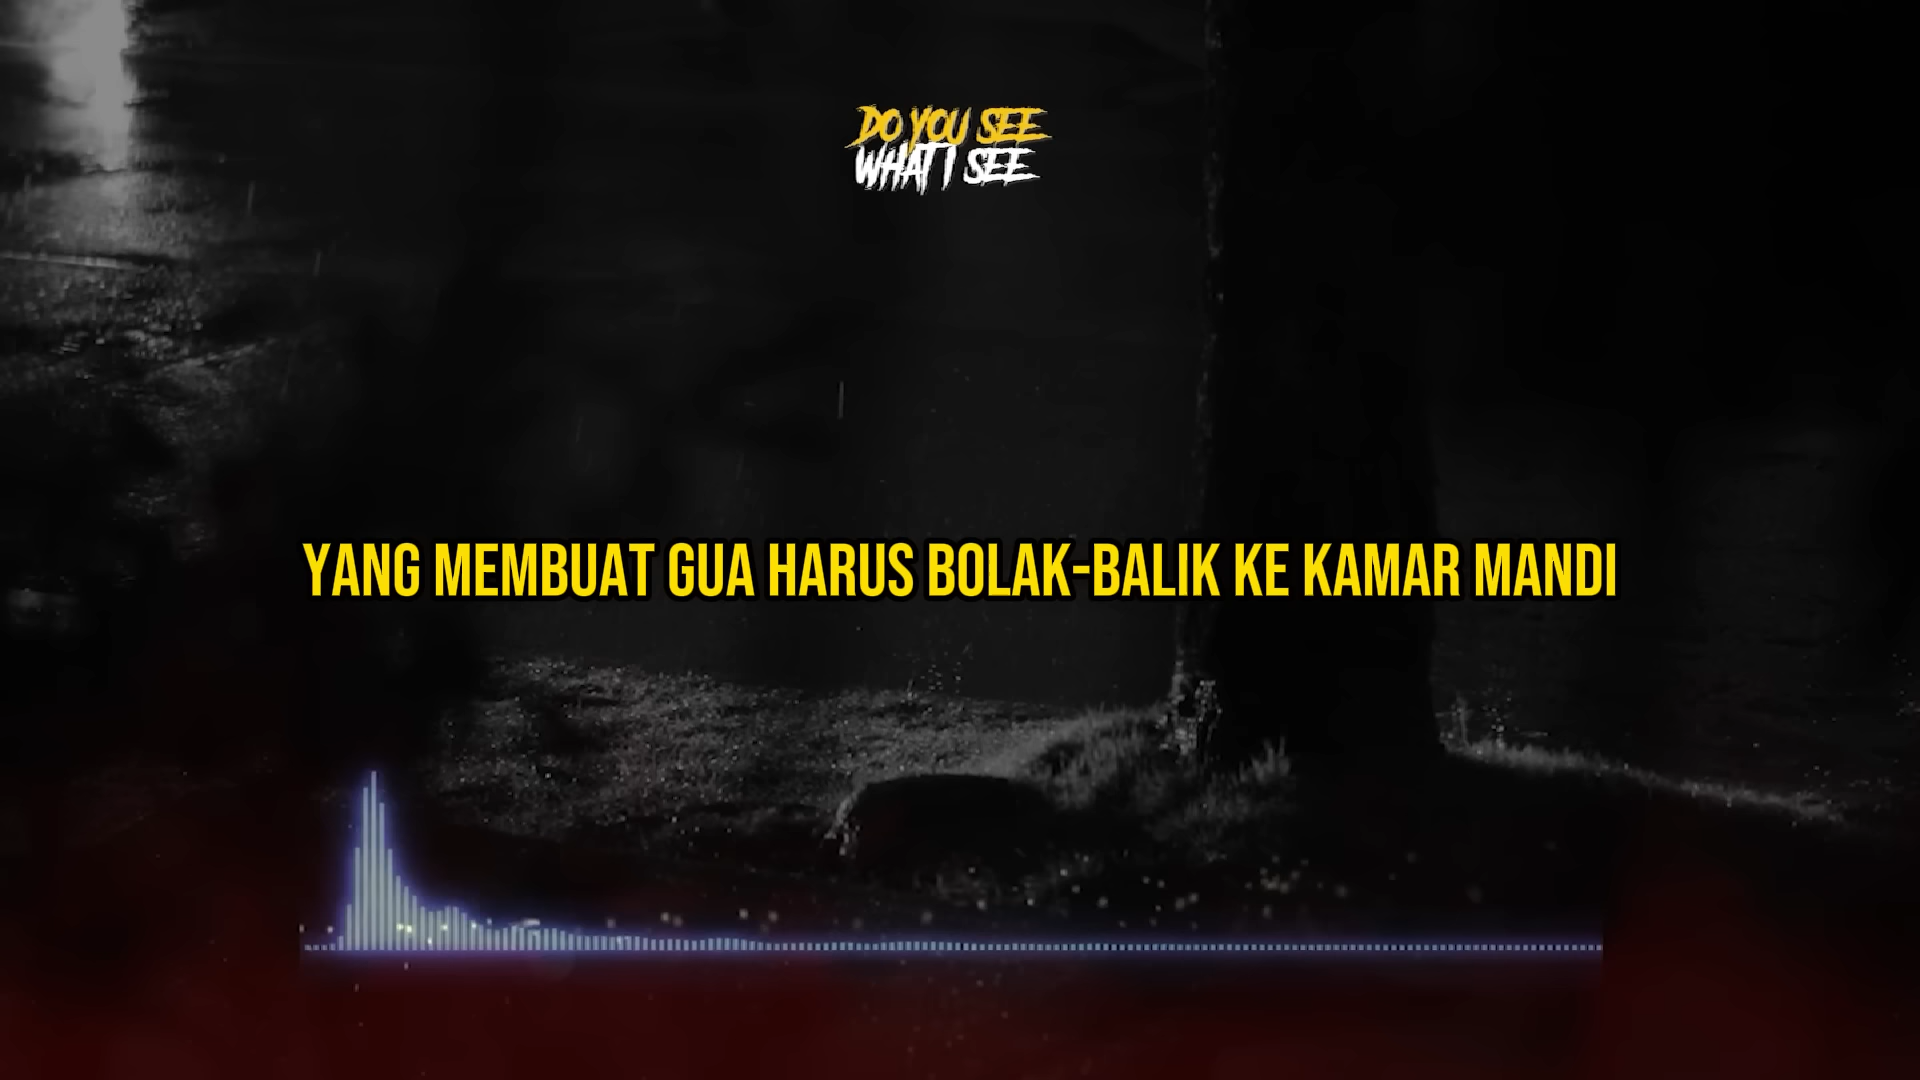 DO YOU SEE
WHAT I SEE
YANG MEMBUAT GUA HARUS BOLAK-BALIK KE KAMAR MANDI